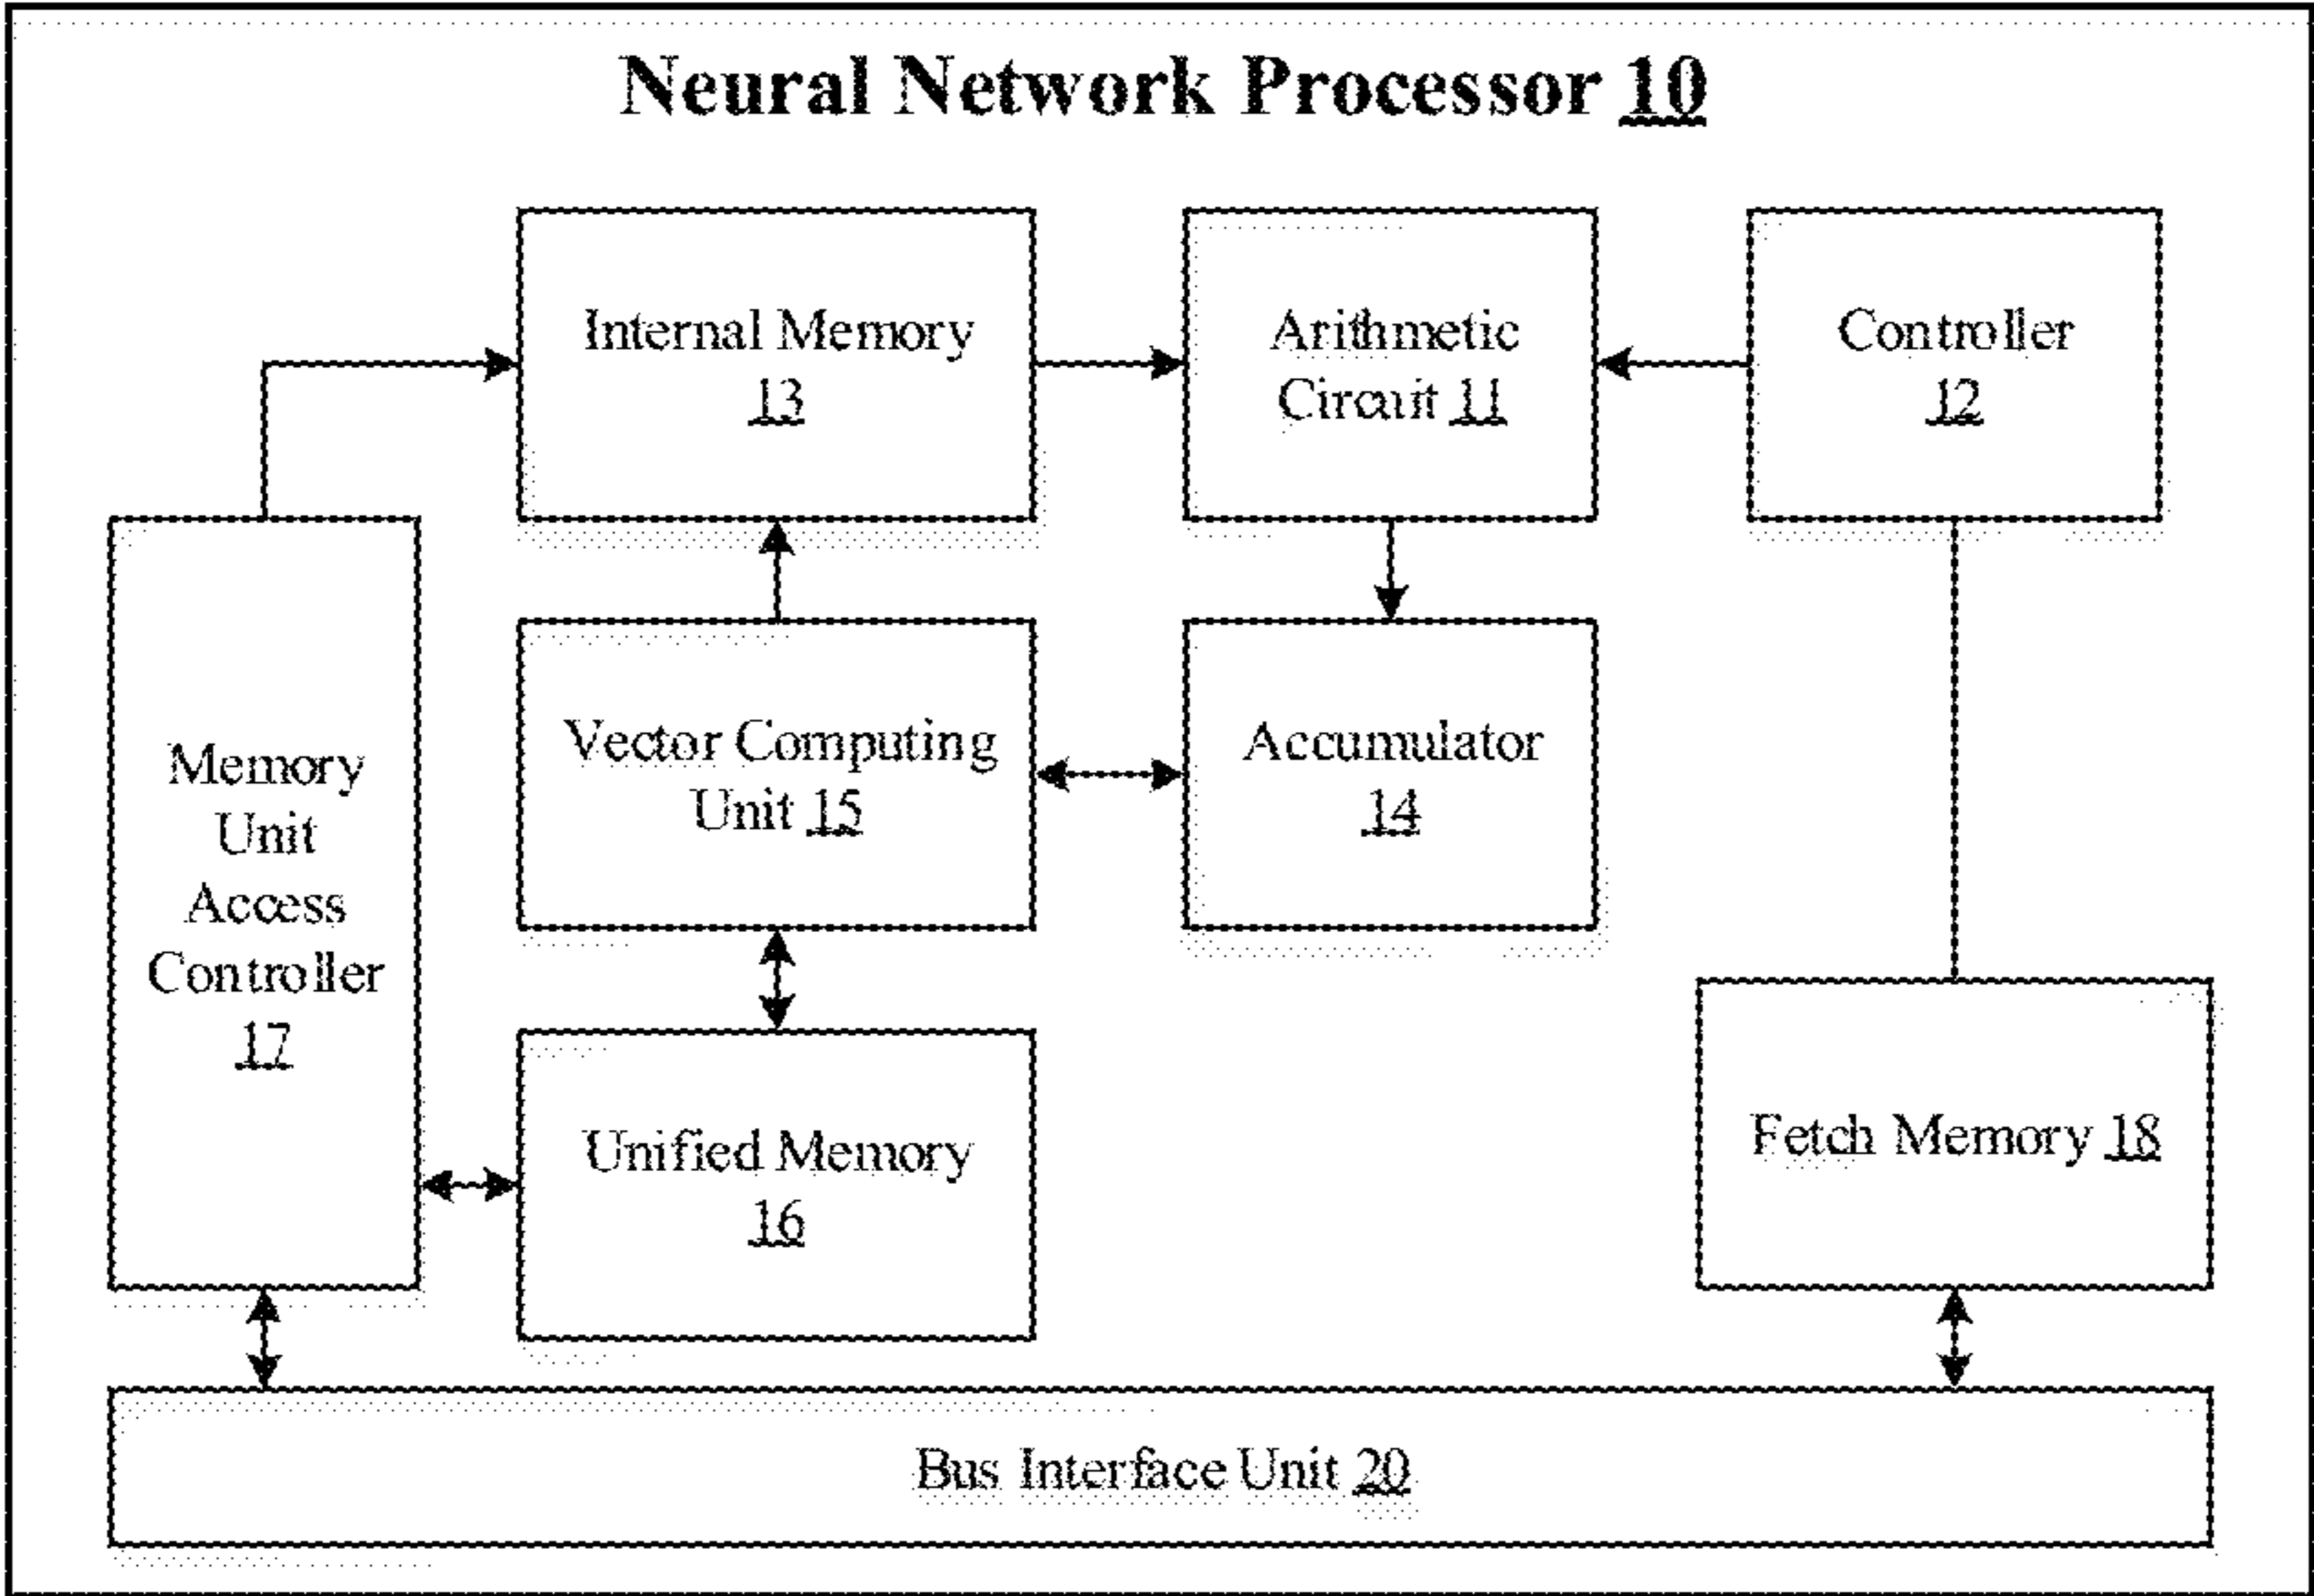 Neural Network Processor 10
Internal Memory
13
Arithmetic
Circuit 11
Controller
12
Memory
Unit
Access
Controller
17
Vector Computing
Unit 15
Accumulator
14
Unified Memory
16
Fetch Memory 18
Bus Interface Unit 20